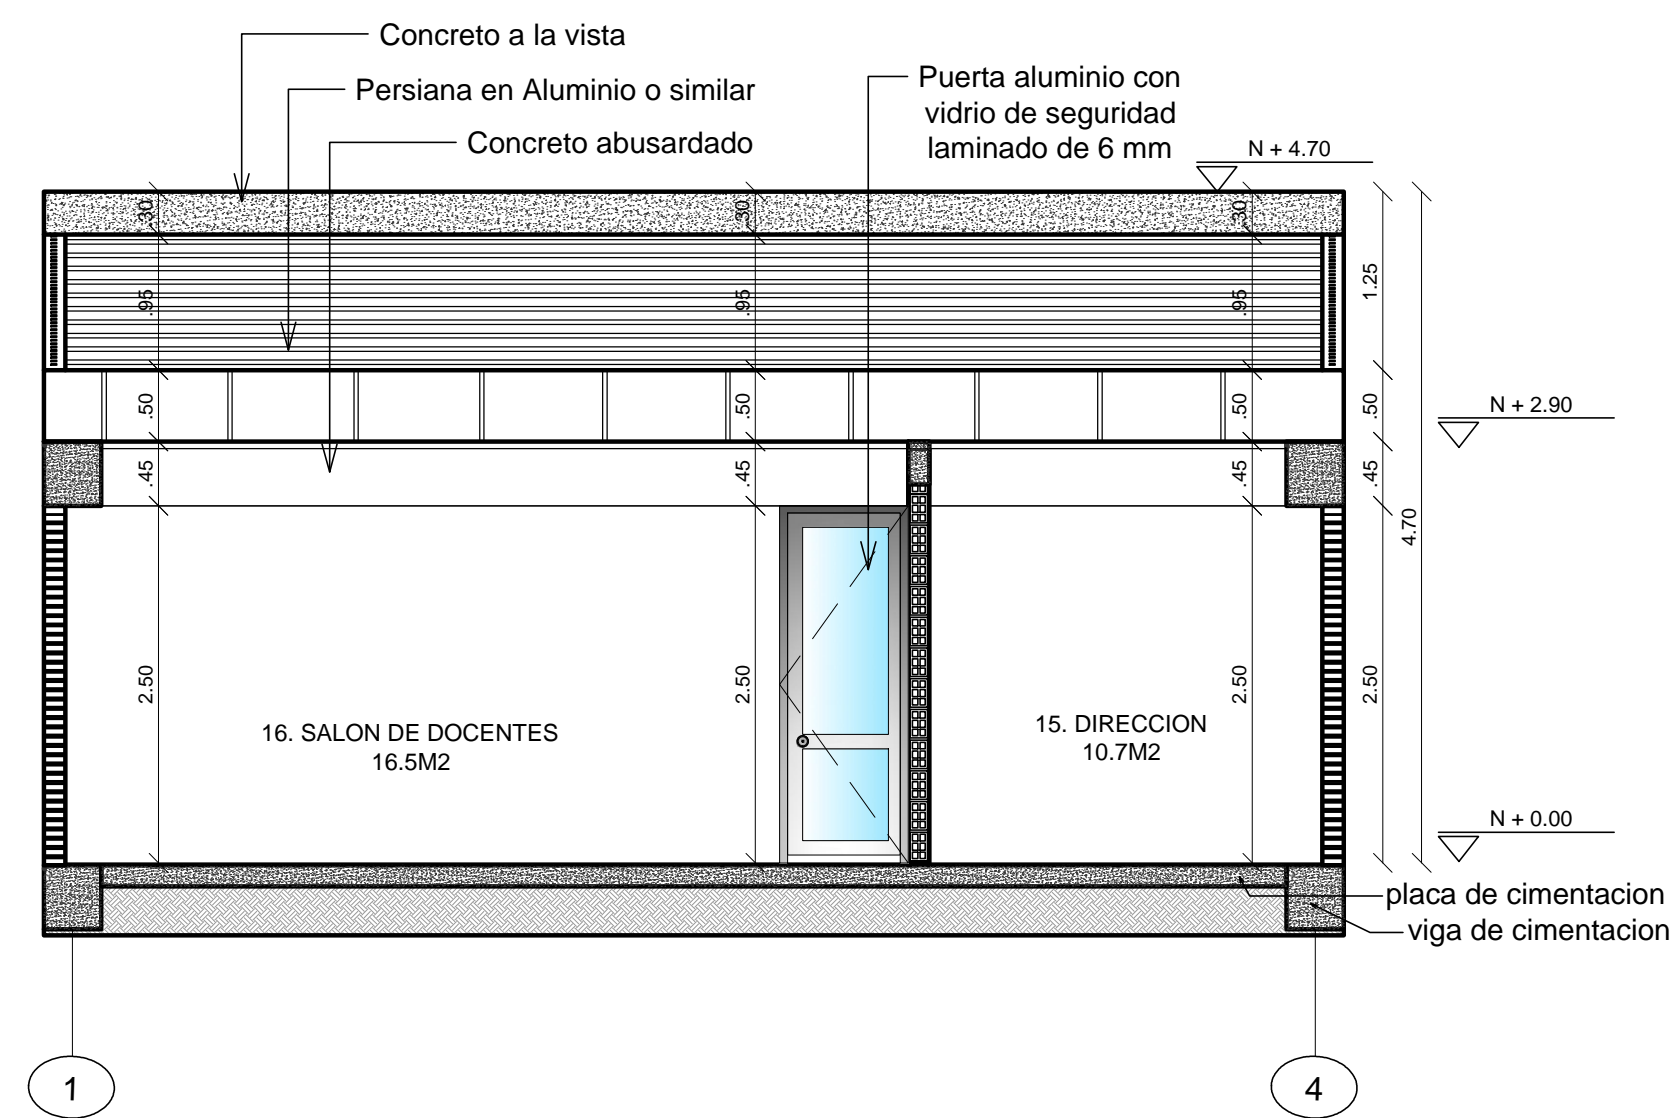 Concreto a la vista
Persiana en Aluminio o similar
Concreto abusardado
Puerta aluminio con
vidrio de seguridad
laminado de 6 mm
N + 4.70
.30
.30
.30
.95
.95
.95
1.25
.50
.50
.50
.50
N + 2.90
.45
.45
.45
.45
4.70
2.50
2.50
2.50
2.50
16. SALON DE DOCENTES
16.5M2
15. DIRECCION
10.7M2
N + 0.00
placa de cimentacion
viga de cimentacion
1
4